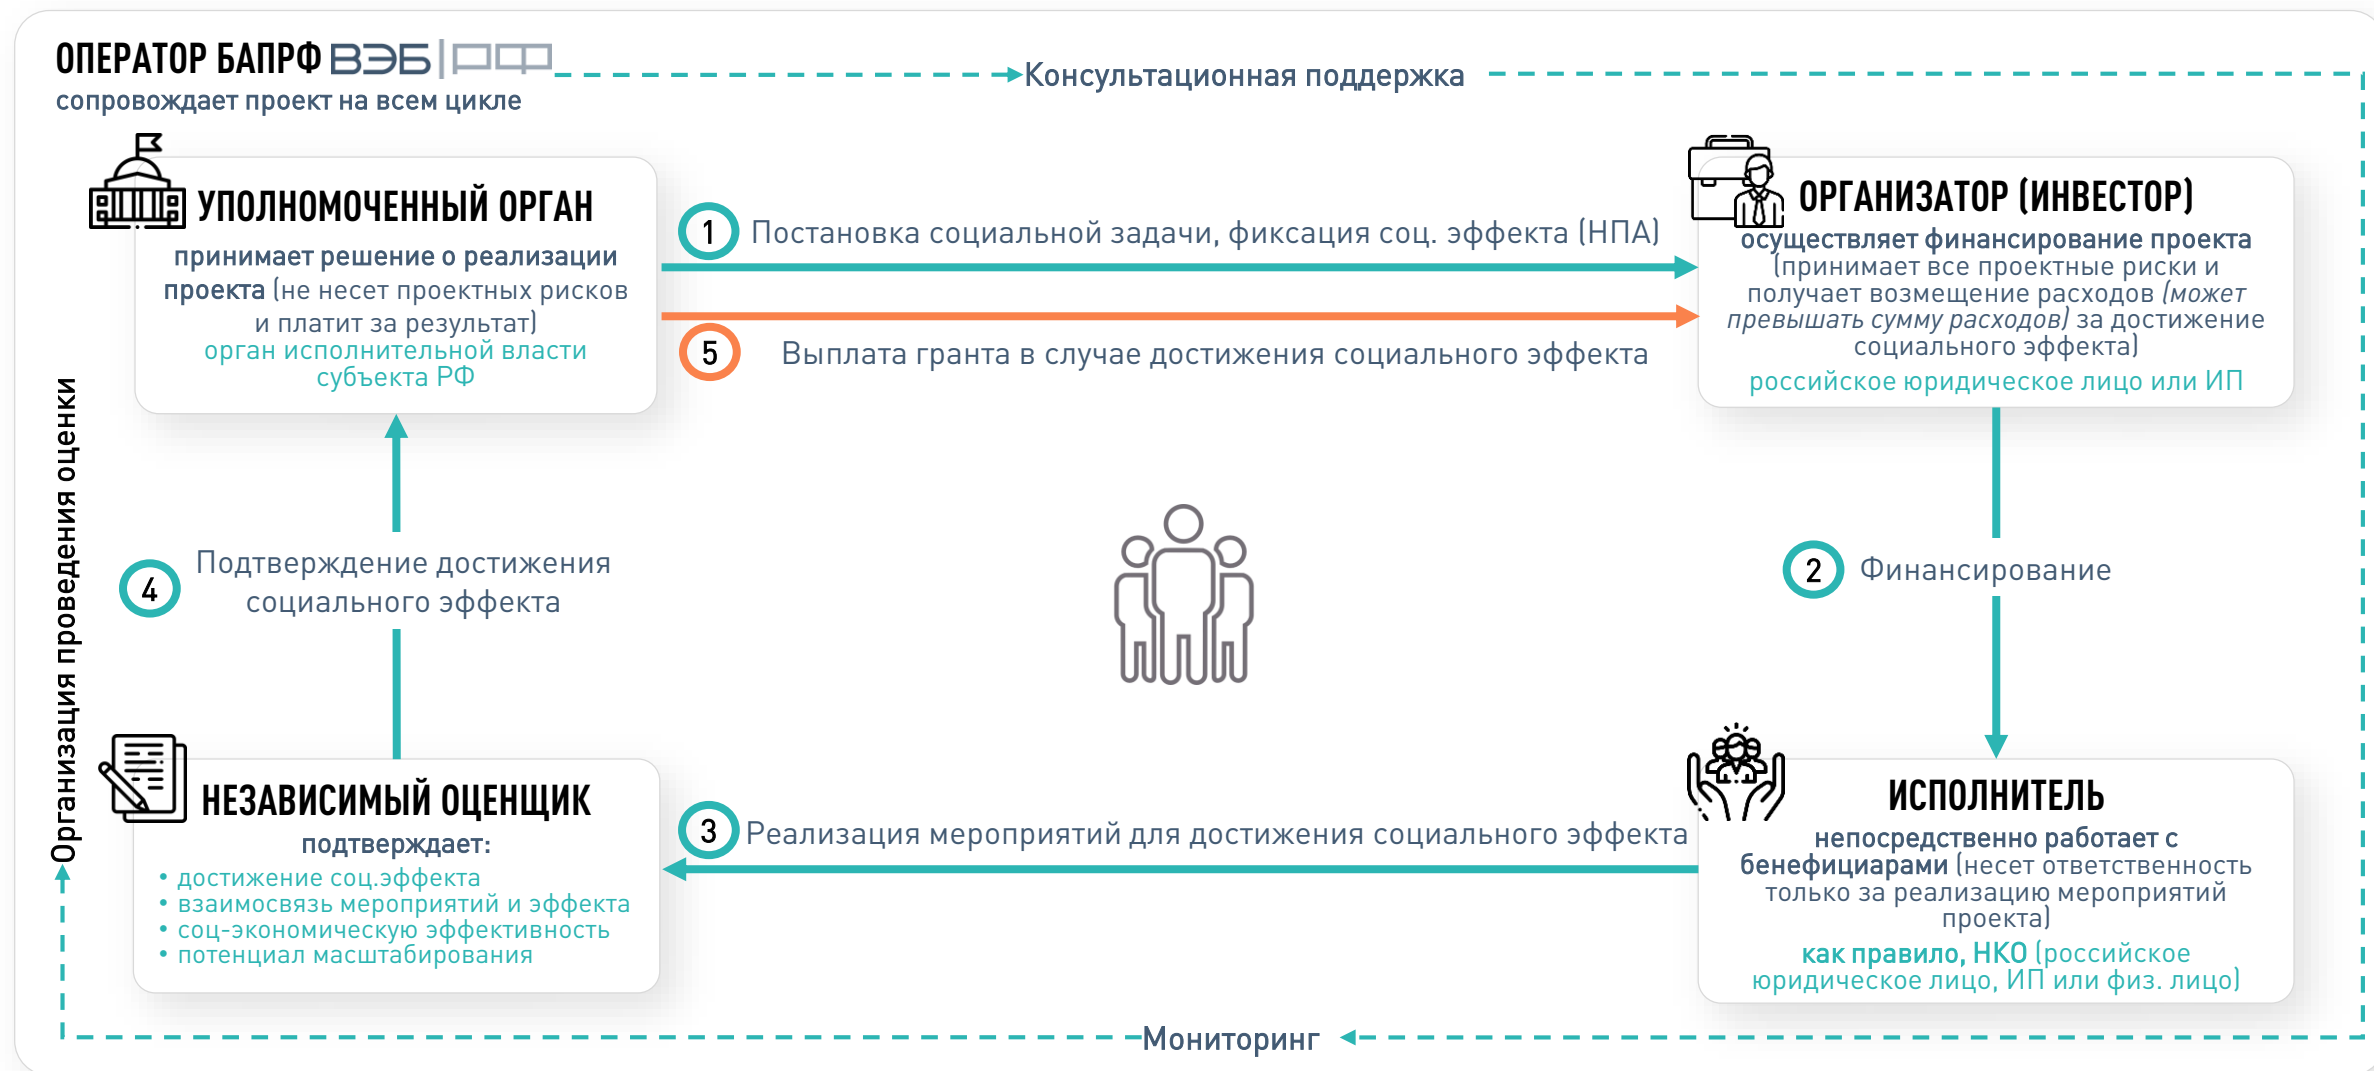 ОПЕРАТОР БАПРФ ВЭБ|РФ
сопровождает проект на всем цикле
Консультационная поддержка
УПОЛНОМОЧЕННЫЙ ОРГАН
принимает решение о реализации
проекта (не несет проектных рисков
и платит за результат)
орган исполнительной власти
субъекта РФ
1 Постановка социальной задачи, фиксация соц. эффекта (НПА)
5 Выплата гранта в случае достижения социального эффекта
ОРГАНИЗАТОР (ИНВЕСТОР)
осуществляет финансирование проекта
(принимает все проектные риски и
получает возмещение расходов (может
превышать сумму расходов) за достижение
социального эффекта)
российское юридическое лицо или ИП
Организация проведения оценки
4 Подтверждение достижения
социального эффекта
2 Финансирование
НЕЗАВИСИМЫЙ ОЦЕНЩИК
подтверждает:
• достижение соц.эффекта
• взаимосвязь мероприятий и эффекта
• соц-экономическую эффективность
• потенциал масштабирования
3 Реализация мероприятий для достижения социального эффекта
ИСПОЛНИТЕЛЬ
непосредственно работает с
бенефициарами (несет ответственность
только за реализацию мероприятий
проекта)
как правило, НКО (российское
юридическое лицо, ИП или физ. лицо)
Мониторинг